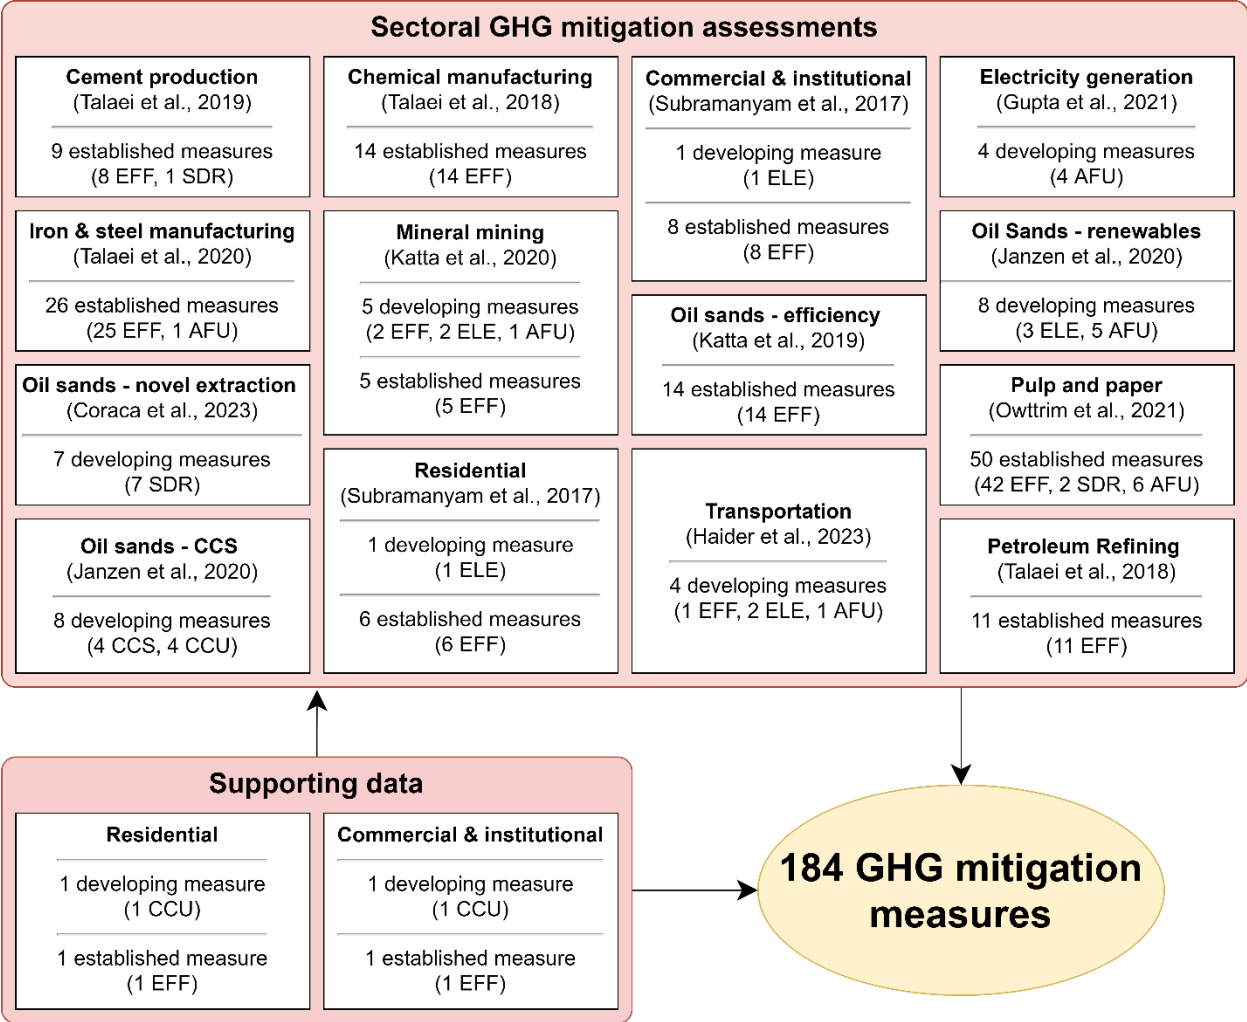 Sectoral GHG mitigation assessments
Cement production
(Talaei et al., 2019)
9 established measures
(8 EFF, 1 SDR)
Chemical manufacturing
(Talaei et al., 2018)
14 established measures
(14 EFF)
Commercial & institutional
(Subramanyam et al., 2017)
1 developing measure
(1 ELE)
8 established measures
(8 EFF)
Electricity generation
(Gupta et al., 2021)
4 developing measures
(4 AFU)
Iron & steel manufacturing
(Talaei et al., 2020)
26 established measures
(25 EFF, 1 AFU)
Mineral mining
(Katta et al., 2020)
5 developing measures
(2 EFF, 2 ELE, 1 AFU)
5 established measures
(5 EFF)
Oil sands - efficiency
(Katta et al., 2019)
14 established measures
(14 EFF)
Oil Sands - renewables
(Janzen et al., 2020)
8 developing measures
(3 ELE, 5 AFU)
Oil sands - novel extraction
(Coraca et al., 2023)
7 developing measures
(7 SDR)
Residential
(Subramanyam et al., 2017)
1 developing measure
(1 ELE)
6 established measures
(6 EFF)
Transportation
(Haider et al., 2023)
4 developing measures
(1 EFF, 2 ELE, 1 AFU)
Pulp and paper
(Owttrim et al., 2021)
50 established measures
(42 EFF, 2 SDR, 6 AFU)
Oil sands - CCS
(Janzen et al., 2020)
8 developing measures
(4 CCS, 4 CCU)
Petroleum Refining
(Talaei et al., 2018)
11 established measures
(11 EFF)
Supporting data
Residential
1 developing measure
(1 CCU)
1 established measure
(1 EFF)
Commercial & institutional
1 developing measure
(1 CCU)
1 established measure
(1 EFF)
184 GHG mitigation
measures